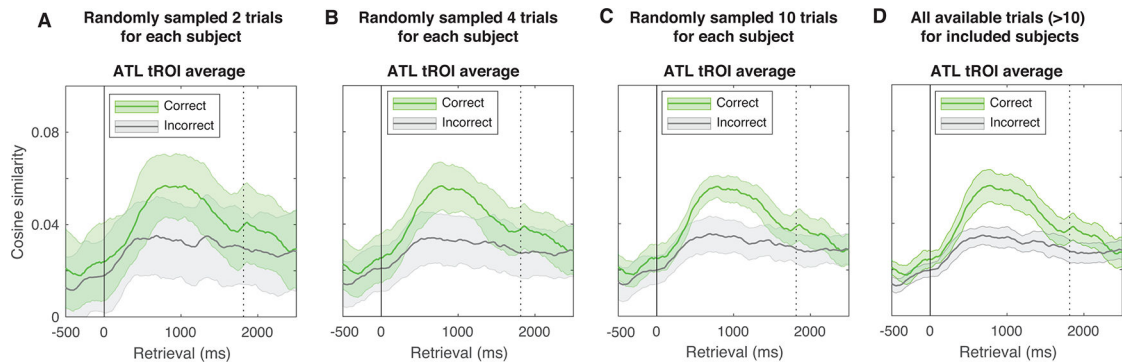 A
Randomly sampled 2 trials
for each subject
ATL tROI average
Correct
Incorrect
Cosine similarity
0.08
0.04
0
-500 0 1000 2000
Retrieval (ms)
B
Randomly sampled 4 trials
for each subject
ATL tROI average
Correct
Incorrect
-500 0 1000 2000
Retrieval (ms)
C
Randomly sampled 10 trials
for each subject
ATL tROI average
Correct
Incorrect
-500 0 1000 2000
Retrieval (ms)
D
All available trials (>10)
for included subjects
ATL tROI average
Correct
Incorrect
-500 0 1000 2000
Retrieval (ms)